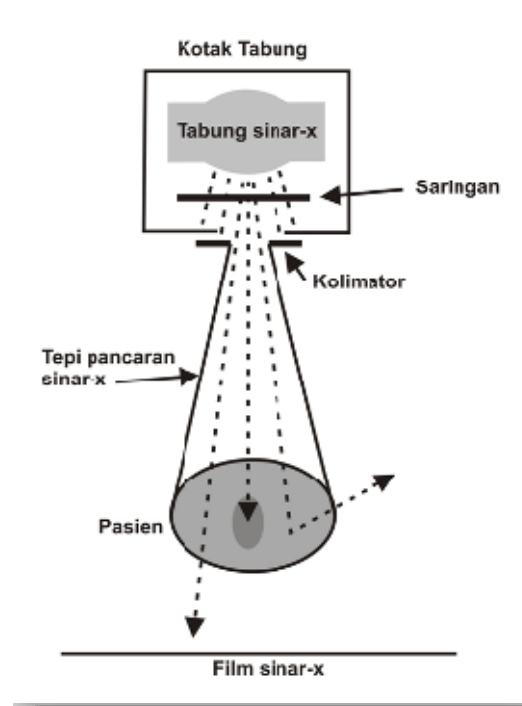 Kotak Tabung
Tabung sinar-x
Saringan
Kolimator
Tepi pancaran
sinar-x
Pasien
Film sinar-x